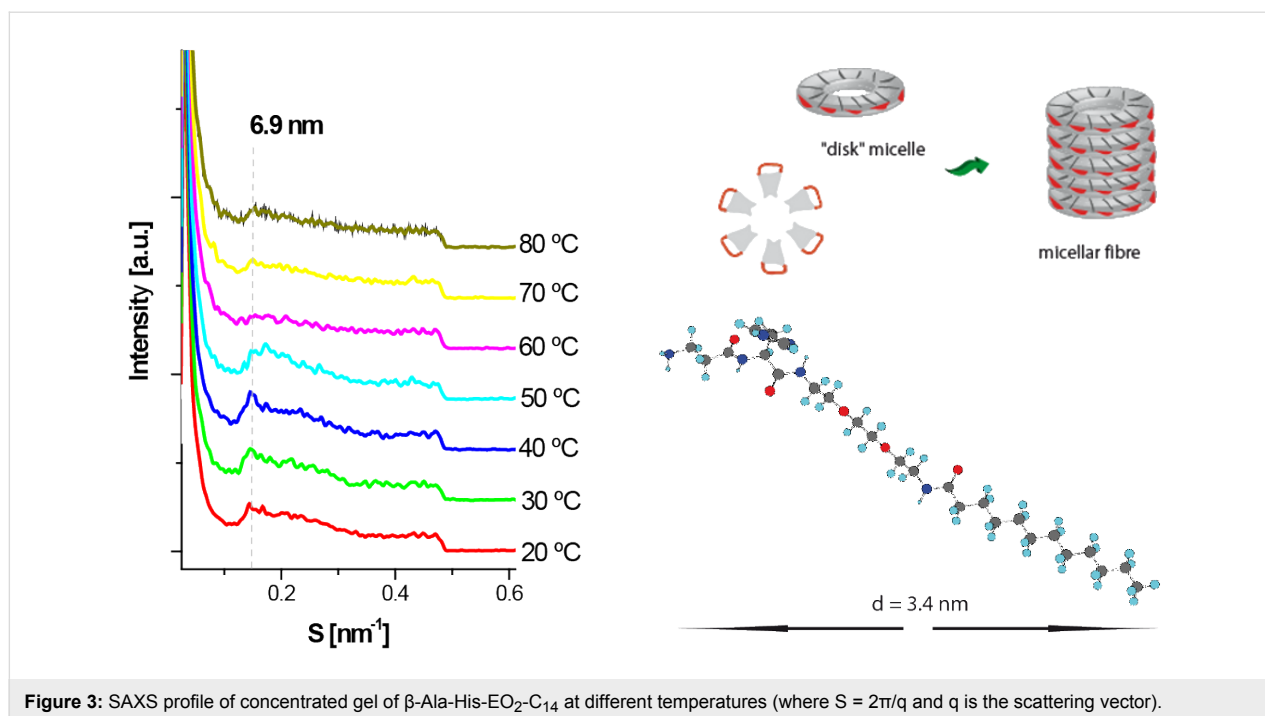 6.9 nm
Intensity [a.u.]
80 ºC
70 ºC
60 ºC
50 ºC
40 ºC
30 ºC
20 ºC
0.2
0.4
0.6
S [nm⁻¹]
"disk" micelle
micellar fibre
d = 3.4 nm
Figure 3: SAXS profile of concentrated gel of β-Ala-His-EO₂-C₁₄ at different temperatures (where S = 2π/q and q is the scattering vector).